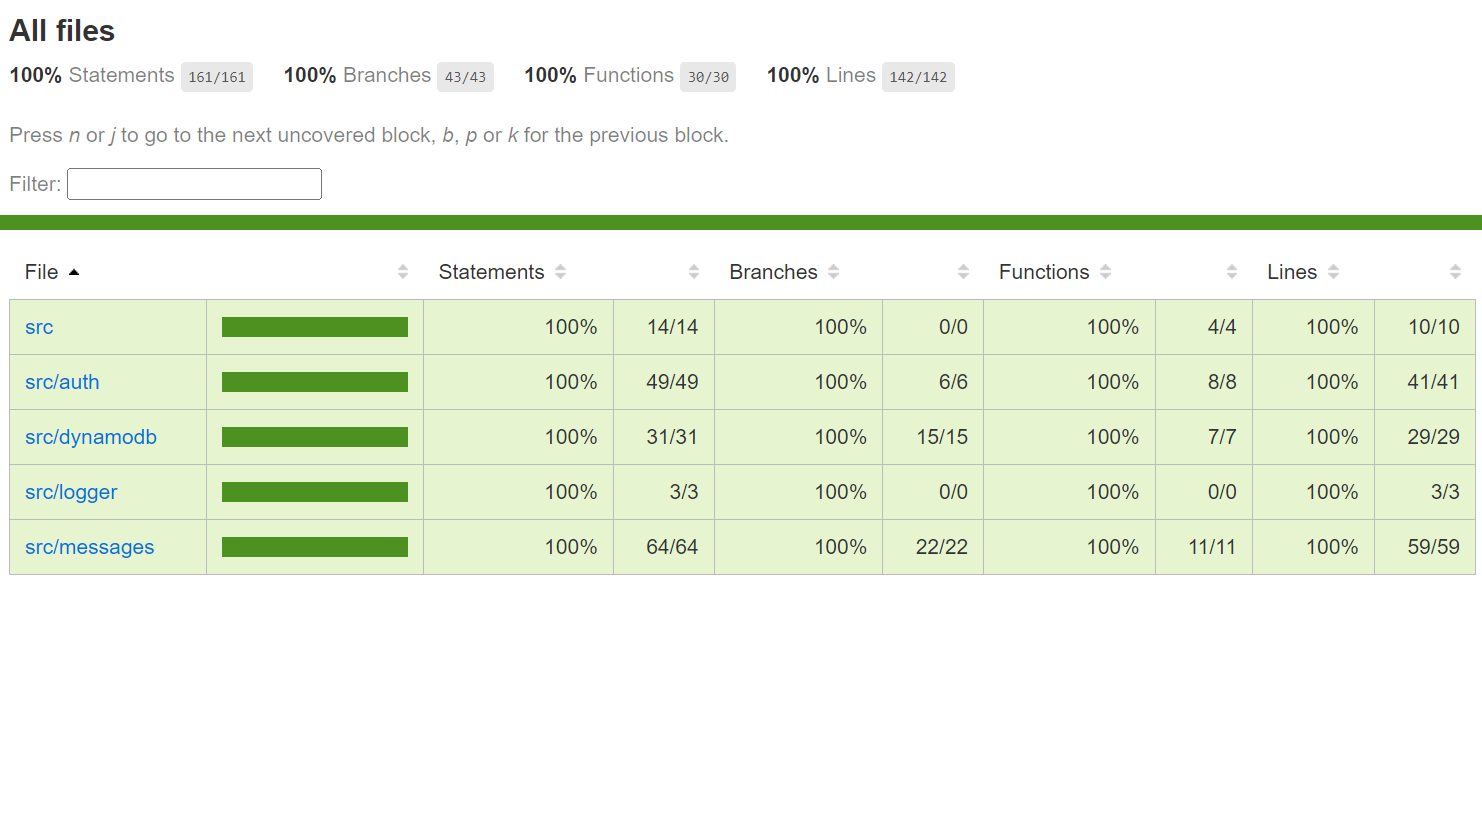 All files
100% Statements 161/161 100% Branches 43/43 100% Functions 30/30 100% Lines 142/142
Press n or j to go to the next uncovered block, b, p or k for the previous block.
Filter:
File Statements Branches Functions Lines
src 100% 14/14 100% 0/0 100% 4/4 100% 10/10
src/auth 100% 49/49 100% 6/6 100% 8/8 100% 41/41
src/dynamodb 100% 31/31 100% 15/15 100% 7/7 100% 29/29
src/logger 100% 3/3 100% 0/0 100% 0/0 100% 3/3
src/messages 100% 64/64 100% 22/22 100% 11/11 100% 59/59